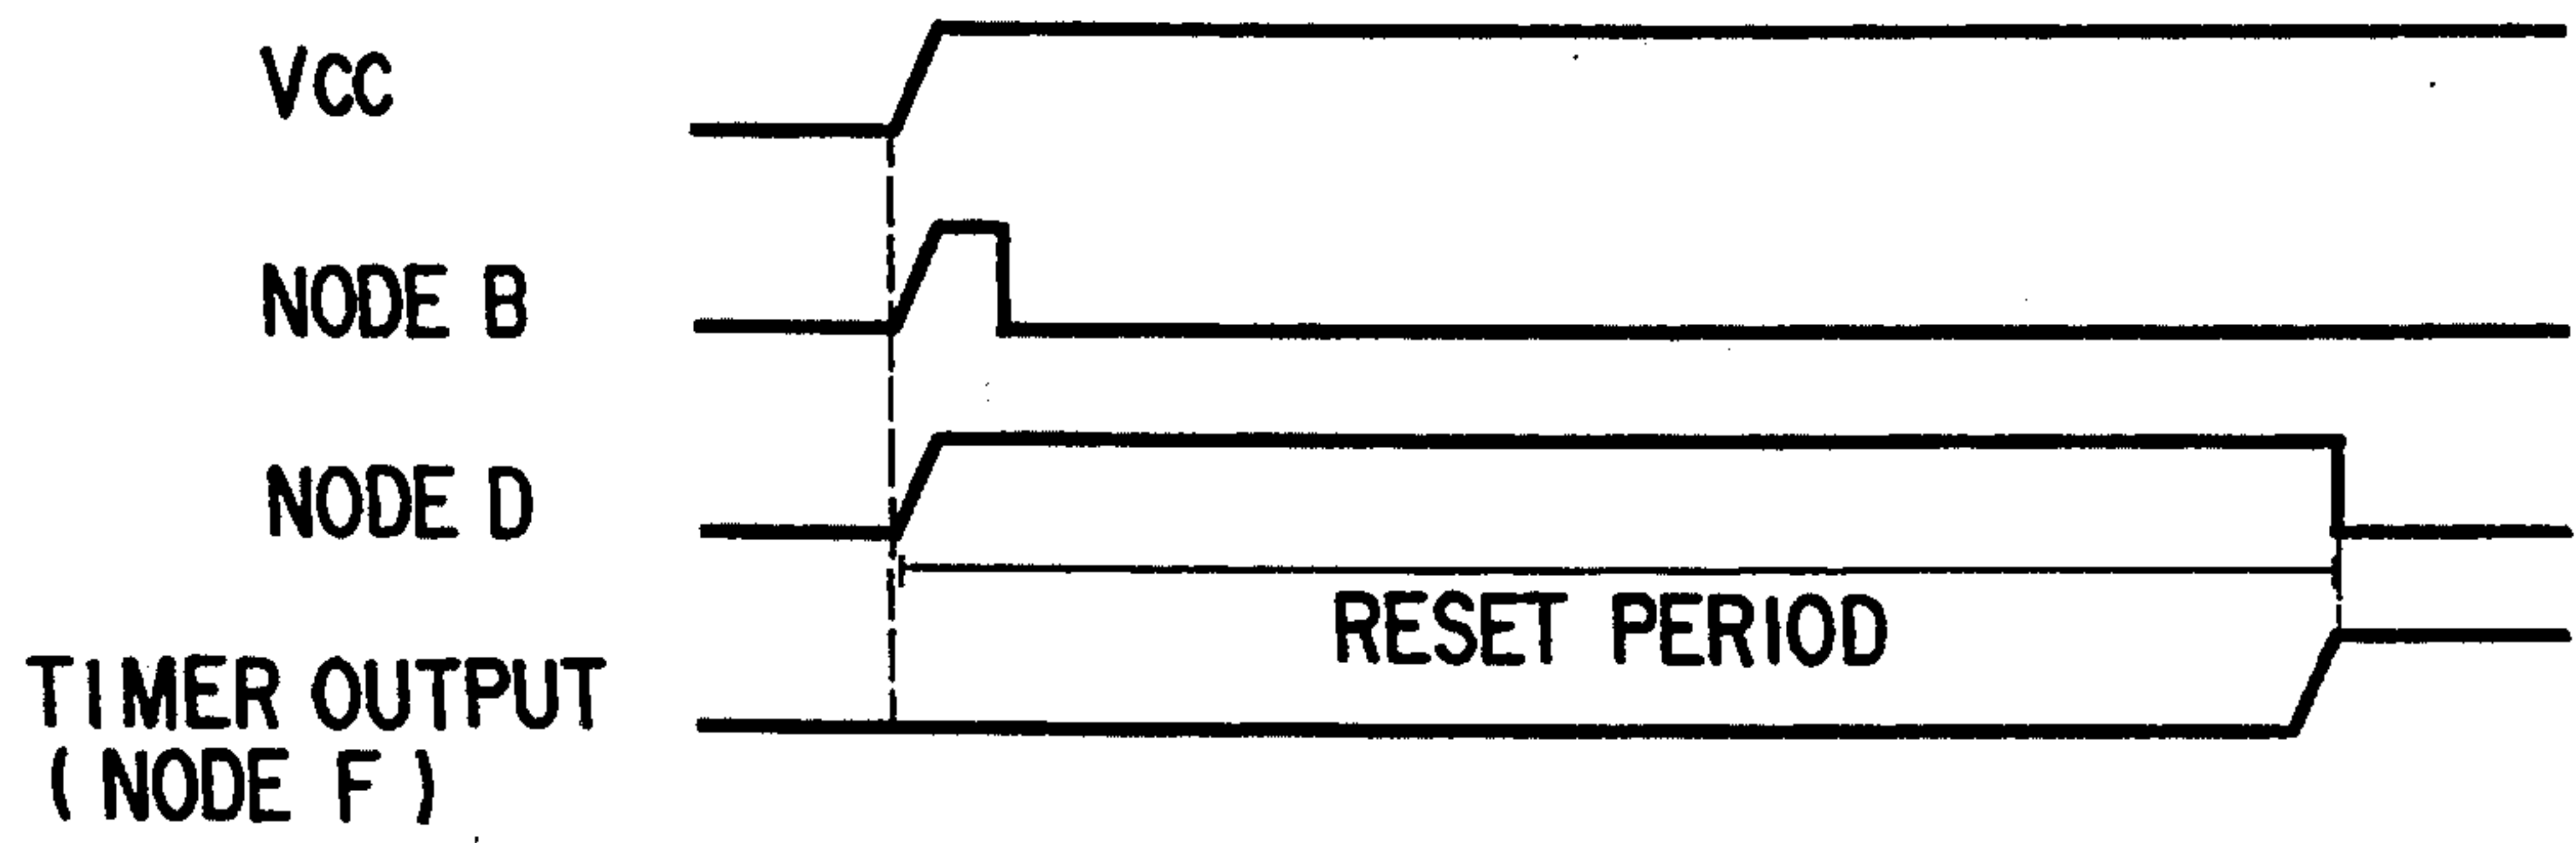 VCC
NODE B
NODE D
RESET PERIOD
TIMER OUTPUT
( NODE F )